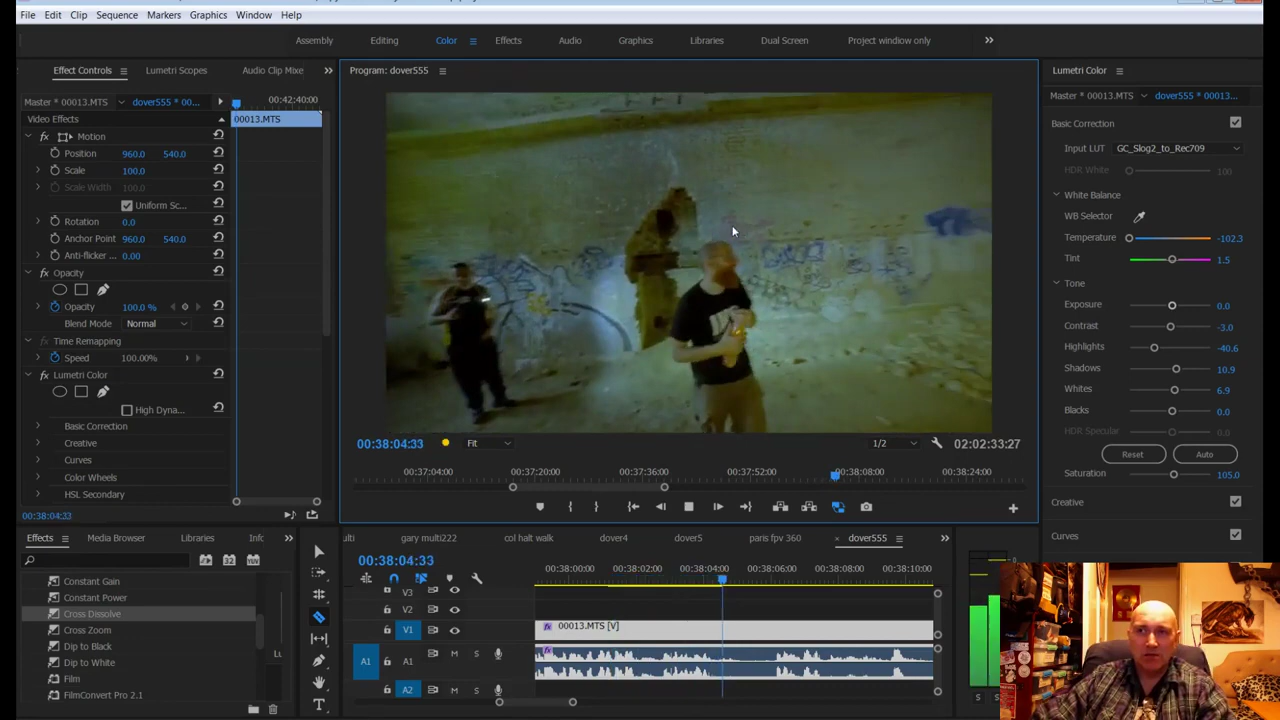 File Edit Clip Sequence Markers Graphics Window Help
Assembly Editing Color Effects Audio Graphics Libraries Dual Screen Project winidow only
Effect Controls Lumetri Scopes Audio Clip Mixe
Program: dover555
Lumetri Color
Master * 00013.MTS dover555 * 00... 00:42:40:00
Master * 00013.MTS dover555 * 00013...
Video Effects 00013.MTS
Basic Correction
Motion
Input LUT GC_Slog2_to_Rec709
Position 960.0 540.0
Scale 100.0
HDR White 100
Scale Width 100.0
White Balance
Uniform Sc...
WB Selector
Rotation 0.0
Temperature -102.3
Anchor Point 960.0 540.0
Anti-flicker ... 0.00
Tint 1.5
Opacity
Tone
Opacity 100.0 %
Exposure 0.0
Blend Mode Normal
Contrast -3.0
Time Remapping
Highlights -40.6
Speed 100.00%
Shadows 10.9
Lumetri Color
Whites 6.9
High Dyna...
Blacks 0.0
Basic Correction
HDR Specular 0.0
Creative
00:38:04:33 Fit 1/2 02:02:33:27
Reset Auto
Curves
Color Wheels
00:37:04:00 00:37:20:00 00:37:36:00 00:37:52:00 00:38:08:00 00:38:24:00
Saturation 105.0
HSL Secondary
Creative
00:38:04:33
Curves
Effects Media Browser Libraries Info
ulti gary multi222 col halt walk dover4 dover5 paris fpv 360 dover555
00:38:04:33
00:38:00:00 00:38:02:00 00:38:04:00 00:38:06:00 00:38:08:00 00:38:10:00
Constant Gain
Constant Power
Cross Dissolve
Cross Zoom
Dip to Black
Dip to White
Film
FilmConvert Pro 2.1
Lu
V3
V2
V1 00013.MTS [V]
A1 A1 M S
A2 M S
S S